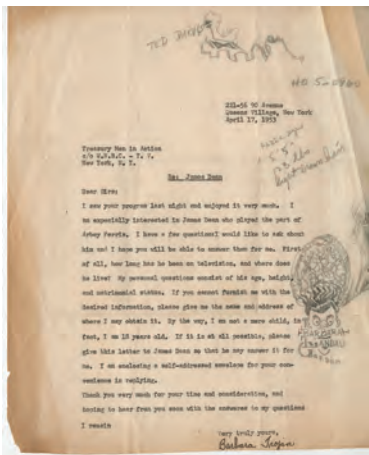 TED
HO 5-0960
221-56 90 Avenue
Queens Village, New York
April 17, 1953
5' 5"
light brown hair
Treasury Men in Action
c/o N.B.C. - T. V.
New York, N. Y.
Re: James Dean
Dear Sirs:
I saw your progam last night and enjoyed it very much. I
am especially interested in James Dean who played the part of
Arbey Ferris. I have a few questionsI would like to ask about
him and I hope you will be able to answer them for me. First
of all, how long has he been on television, and where does
he live? My personal questions consist of his age, height,
and matrimonial status. If you cannot furnish me with the
desired information, please give me the name and address of
where I may obtain it. By the way, I am not a mere child, in
fact, I am 18 years old. If it is at all possible, please
give this letter to James Dean so that he may answer it for
me. I am enclosing a self-addressed envelope for your con-
venience in replying.
Thank you very much for your time and consideration, and
hoping to hear from you soon with the answers to my questions
I remain
Very truly yours,
Barbara Trojan